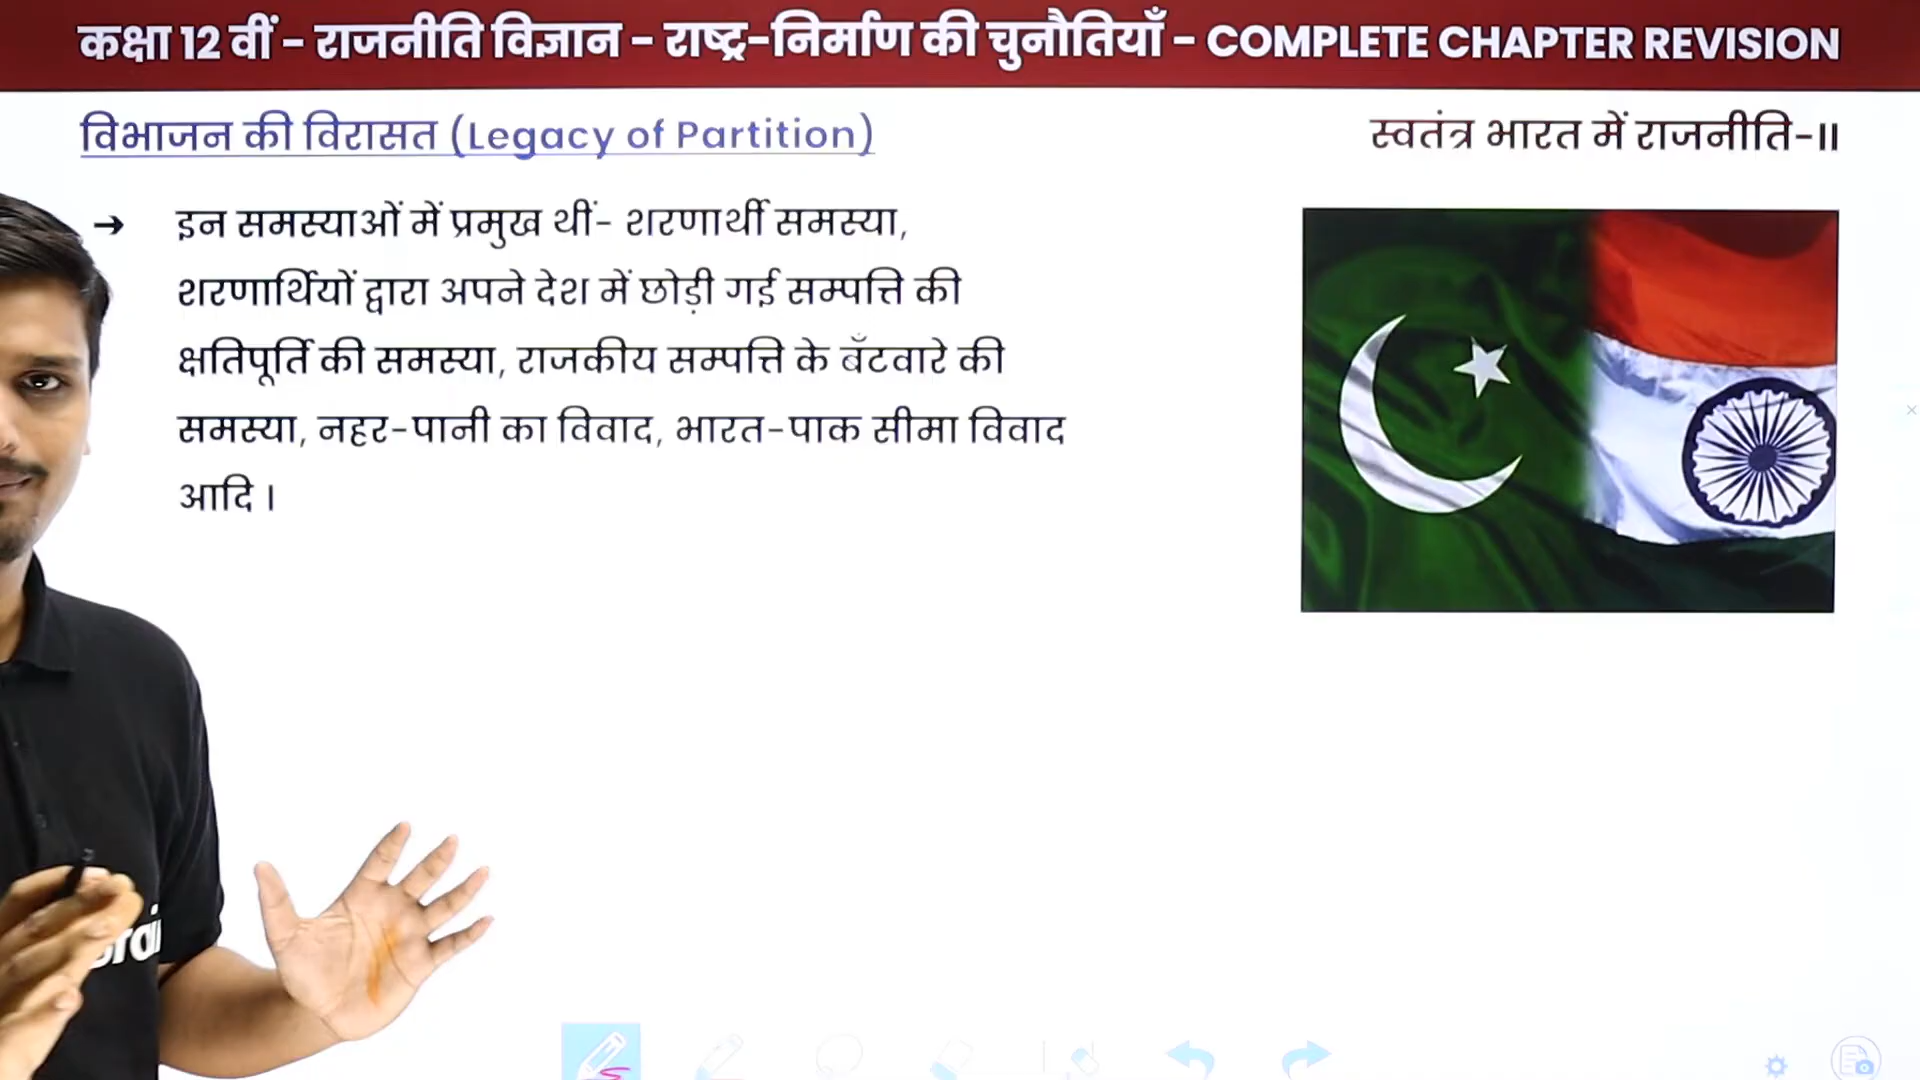 कक्षा 12 वीं - राजनीति विज्ञान - राष्ट्र-निर्माण की चुनौतियाँ - COMPLETE CHAPTER REVISION
विभाजन की विरासत (Legacy of Partition)
स्वतंत्र भारत में राजनीति-II
→ इन समस्याओं में प्रमुख थीं- शरणार्थी समस्या,
शरणार्थियों द्वारा अपने देश में छोड़ी गई सम्पत्ति की
क्षतिपूर्ति की समस्या, राजकीय सम्पत्ति के बँटवारे की
समस्या, नहर-पानी का विवाद, भारत-पाक सीमा विवाद
आदि ।